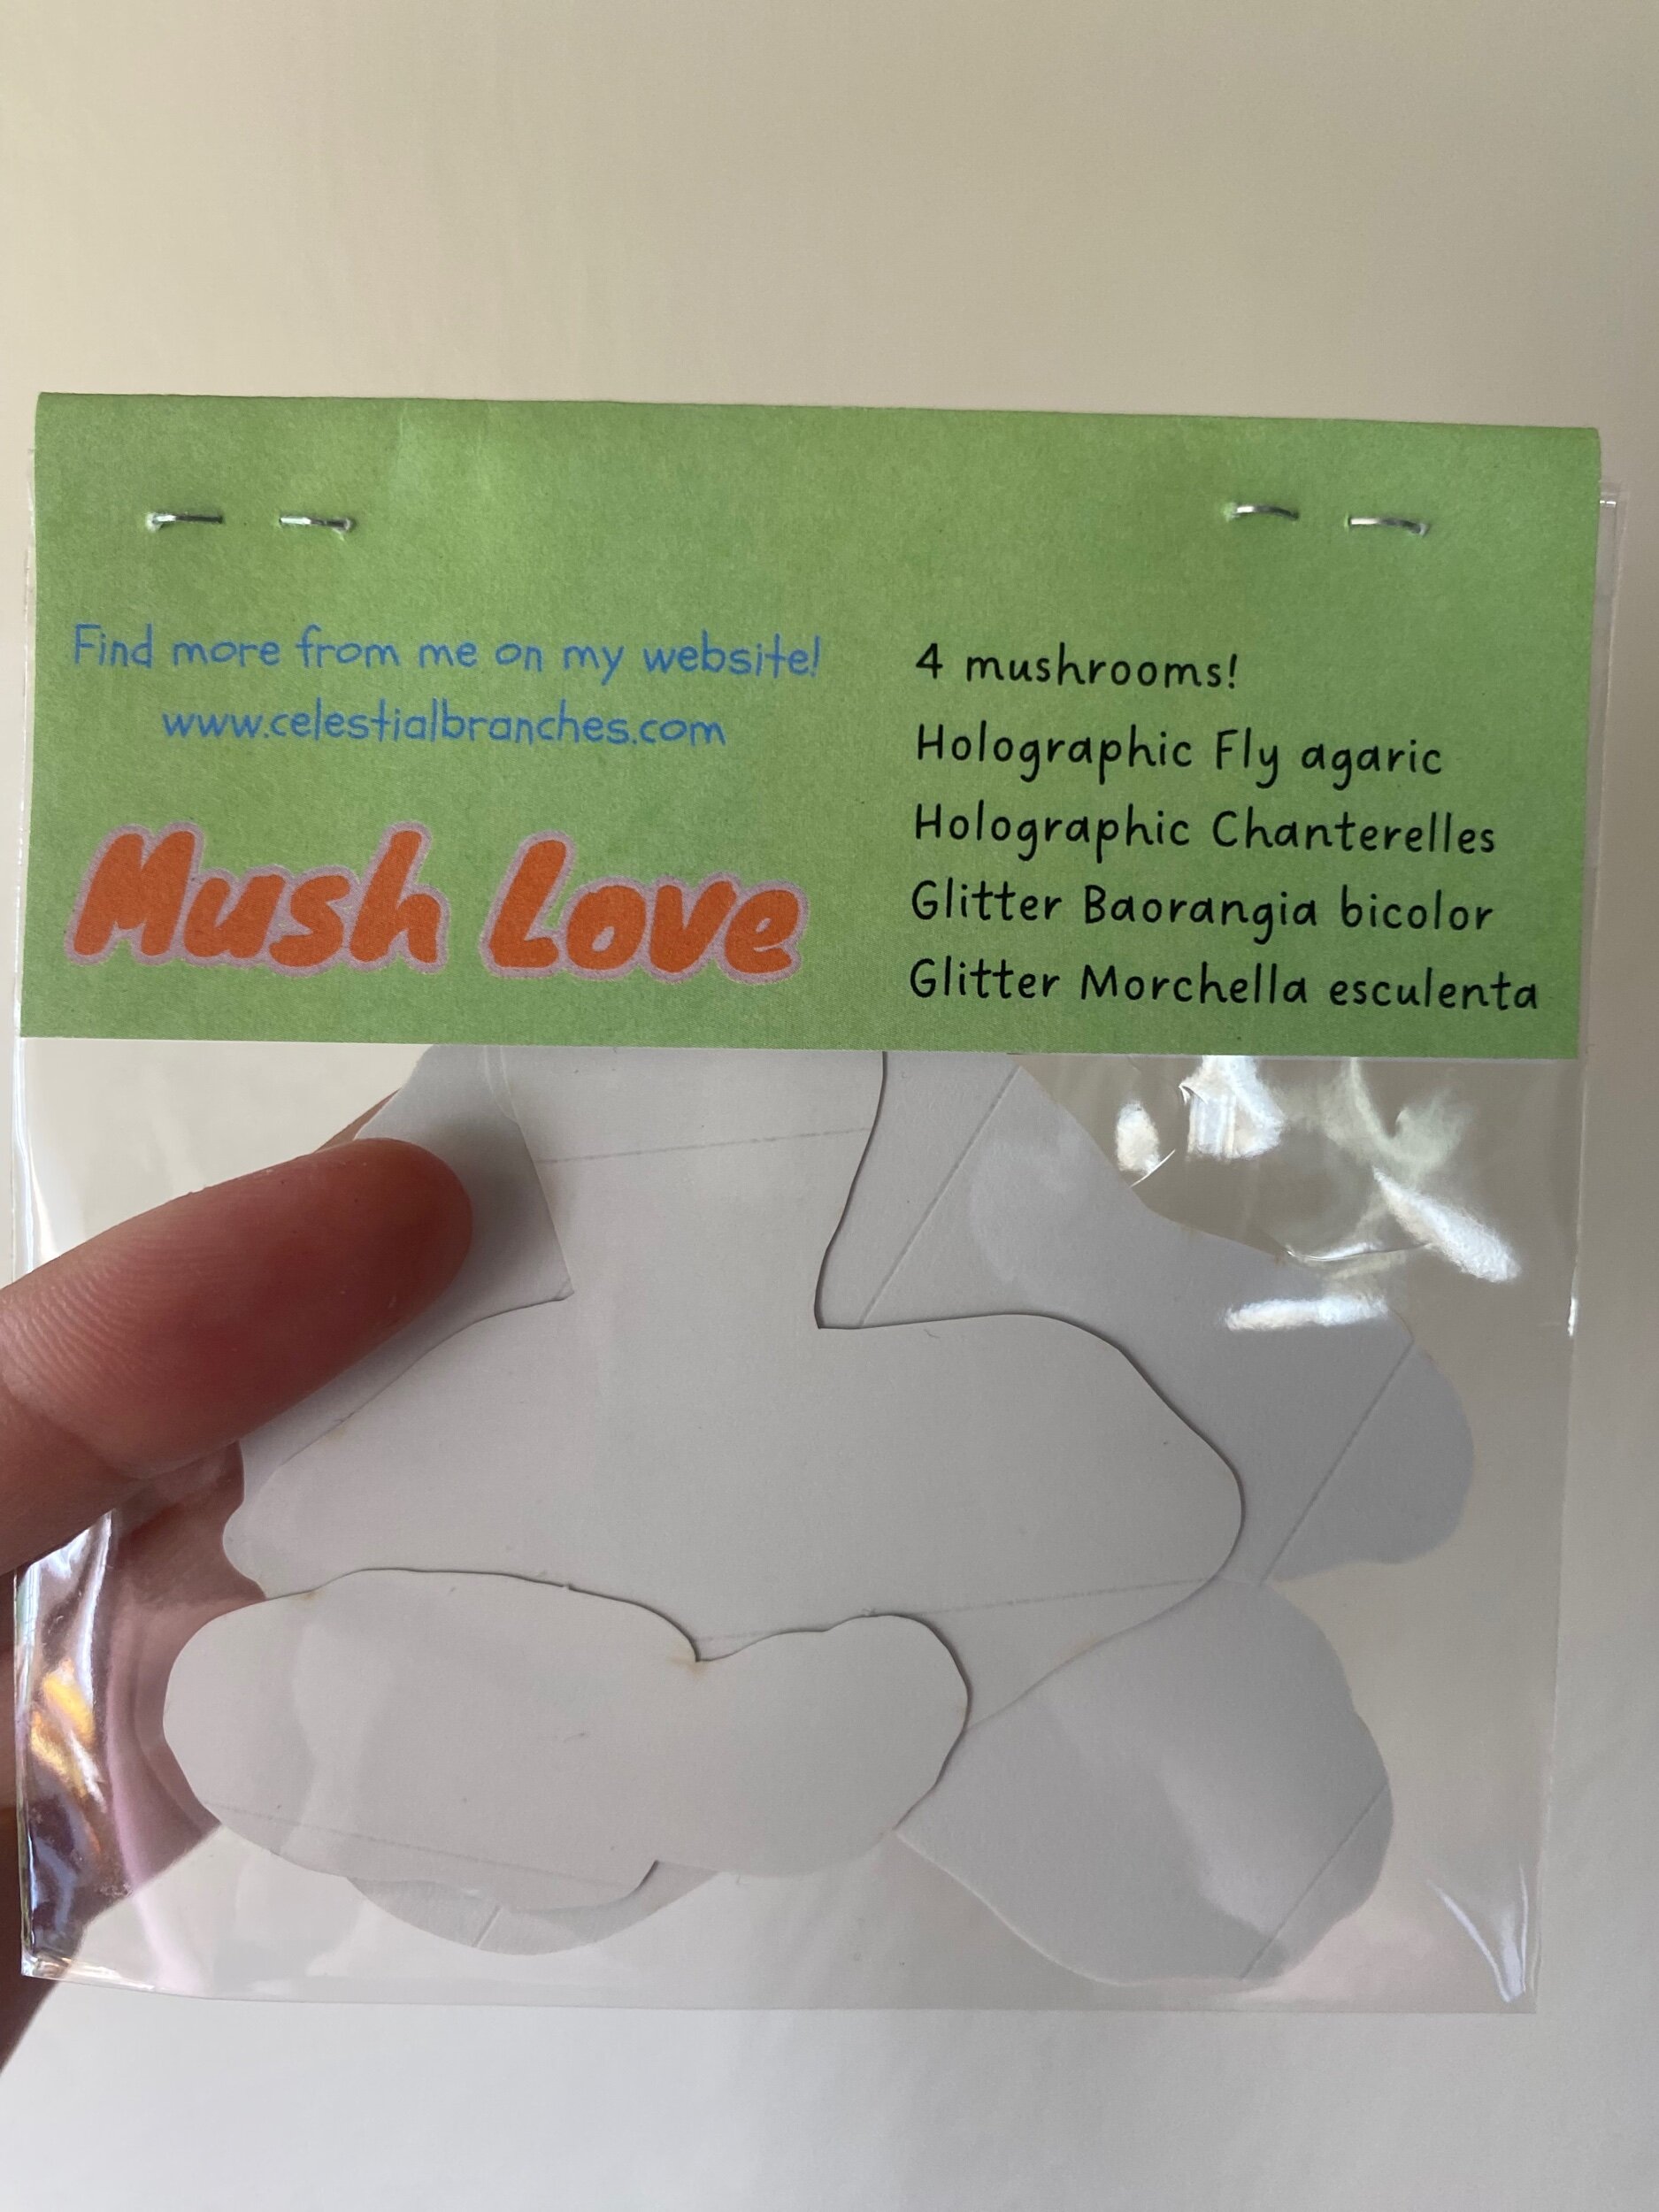 Find more from me on my website!
www.celestialbranches.com
Mush Love
4 mushrooms!
Holographic Fly agaric
Holographic Chanterelles
Glitter Baorangia bicolor
Glitter Morchella esculenta